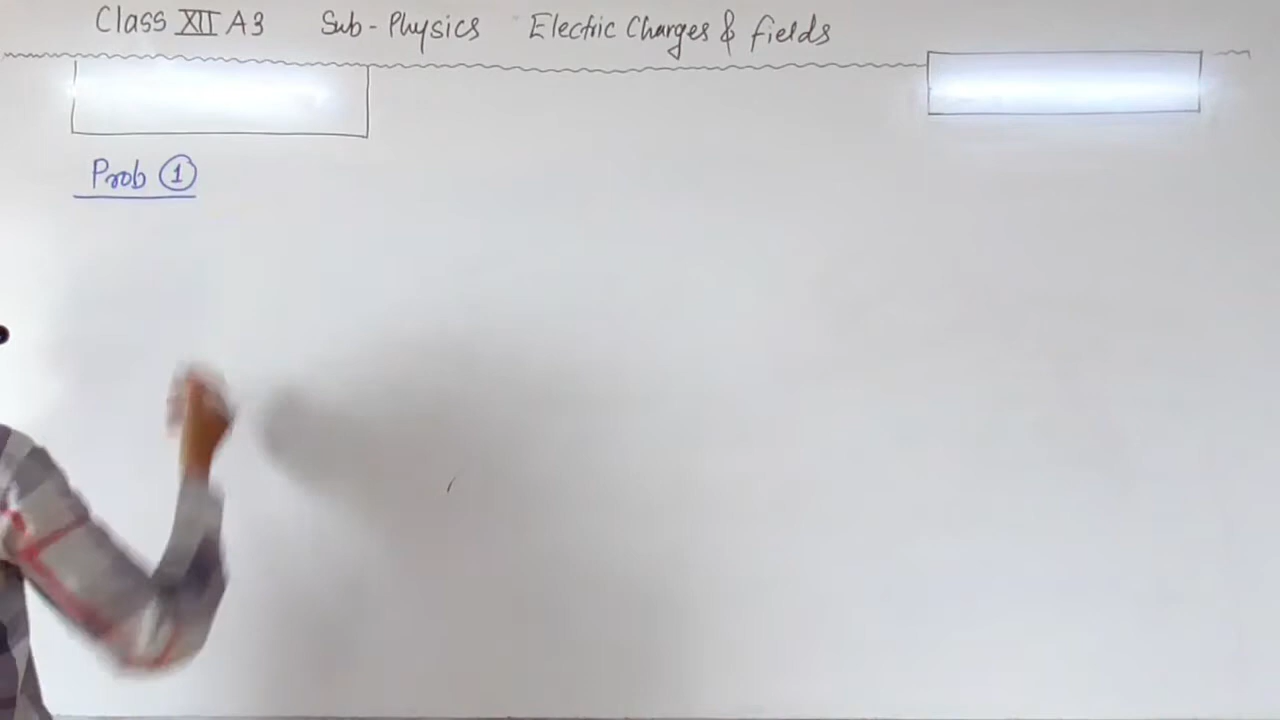 Class XII A3 Sub - Physics Electric Charges & fields
Prob ①